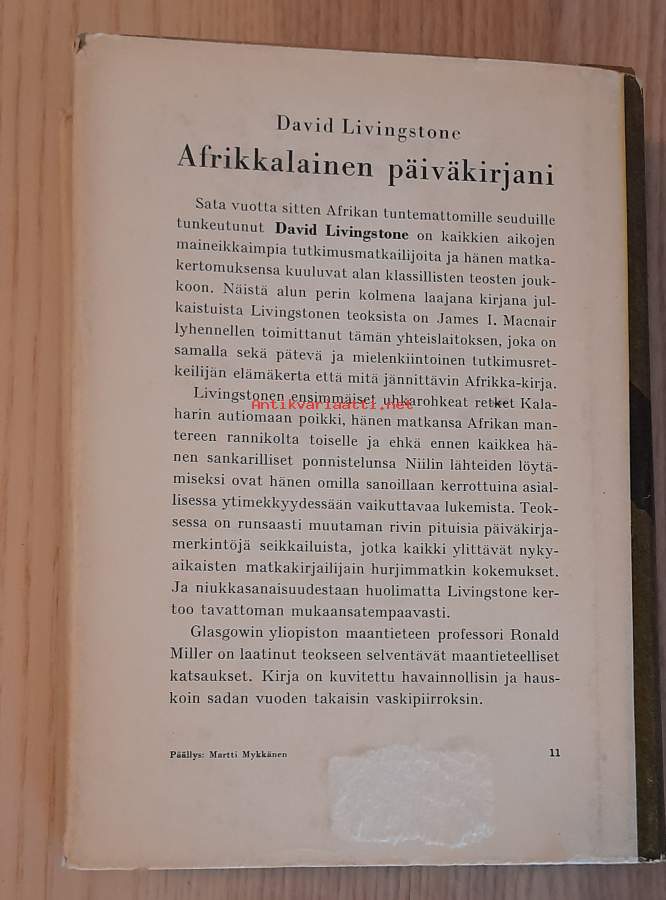 David Livingstone
Afrikkalainen päiväkirjani
Sata vuotta sitten Afrikan tuntemattomille seuduille
tunkeutunut David Livingstone on kaikkien aikojen
maineikkaimpia tutkimusmatkailijoita ja hänen matka-
kertomuksensa kuuluvat alan klassillisten teosten jouk-
koon. Näistä alun perin kolmena laajana kirjana jul-
kaistuista Livingstonen teoksista on James I. Macnair
lyhennellen toimittanut tämän yhteislaitoksen, joka on
samalla sekä pätevä ja mielenkiintoinen tutkimusret-
keilijän elämäkerta että mitä jännittävin Afrikka-kirja.
Livingstonen ensimmäiset uhkarohkeat retket Kala-
Antikvariaatti.net
harin autiomaan poikki, hänen matkansa Afrikan man-
tereen rannikolta toiselle ja ehkä ennen kaikkea hä-
nen sankarilliset ponnistelunsa Niilin lähteiden löytä-
miseksi ovat hänen omilla sanoillaan kerrottuina asial-
lisessa ytimekkyydessään vaikuttavaa lukemista. Teok-
sessa on runsaasti muutaman rivin pituisia päiväkirja-
merkintöjä seikkailuista, jotka kaikki ylittävät nyky-
aikaisten matkakirjailijain hurjimmatkin kokemukset.
Ja niukkasanaisuudestaan huolimatta Livingstone ker-
too tavattoman mukaansatempaavasti.
Glasgowin yliopiston maantieteen professori Ronald
Miller on laatinut teokseen selventävät maantieteelliset
katsaukset. Kirja on kuvitettu havainnollisin ja haus-
koin sadan vuoden takaisin vaskipiirroksin.
Päällys: Martti Mykkänen
11